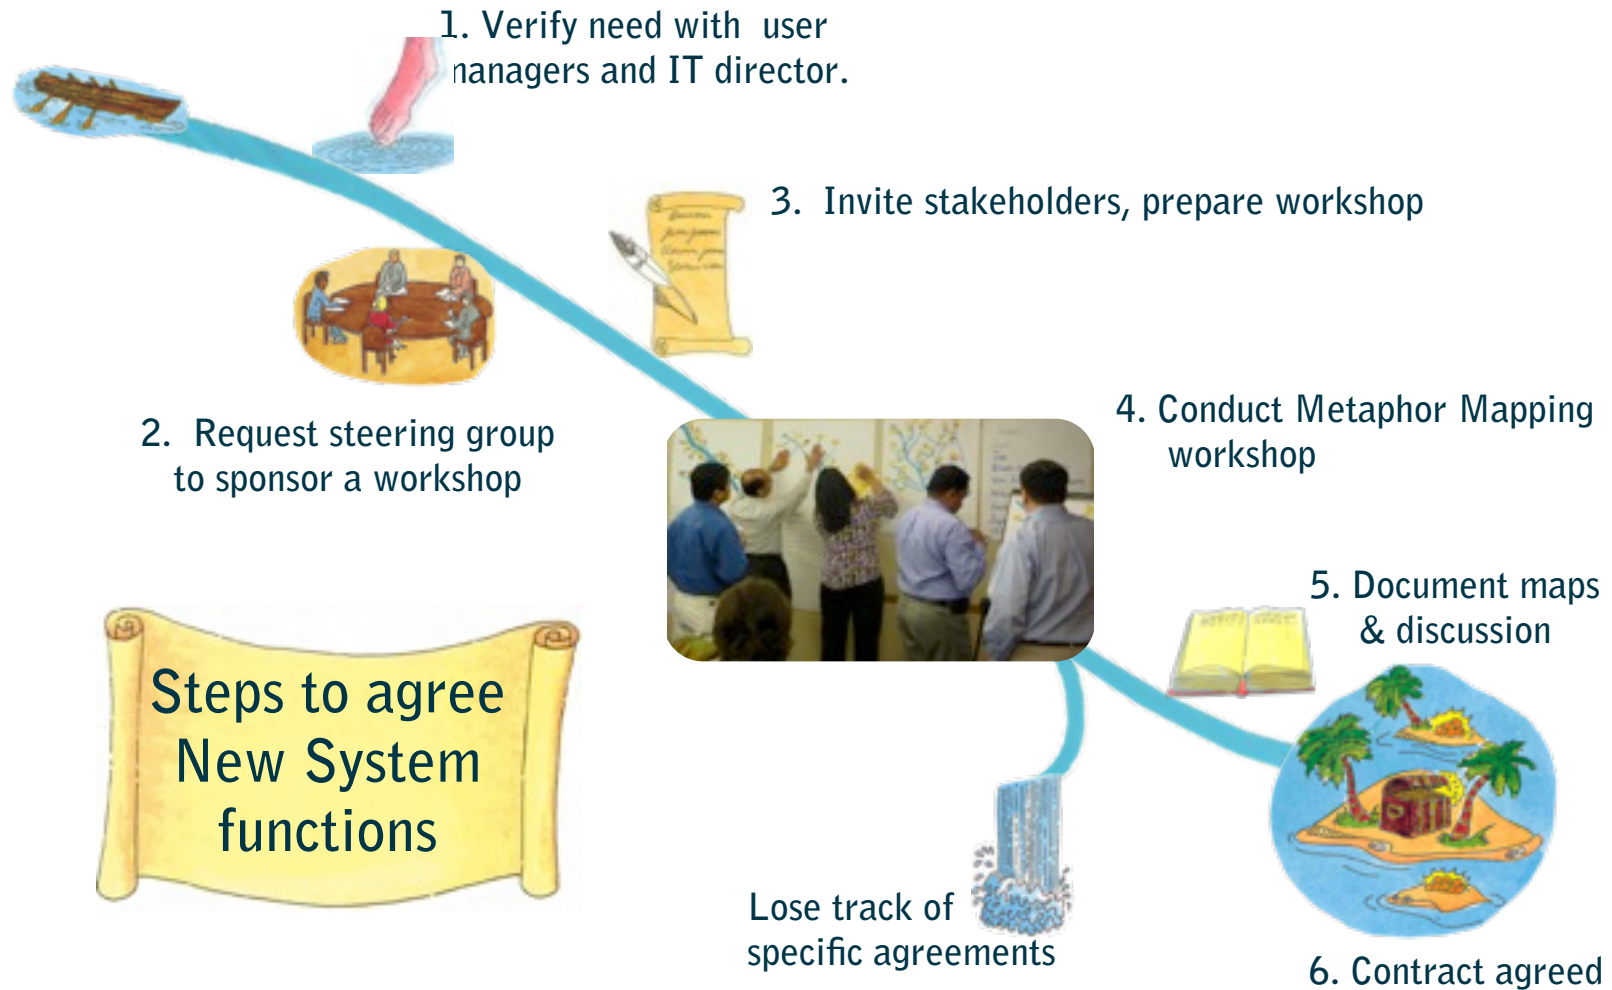 1. Verify need with user
managers and IT director.
3. Invite stakeholders, prepare workshop
2. Request steering group
to sponsor a workshop
4. Conduct Metaphor Mapping
workshop
5. Document maps
& discussion
Steps to agree
New System
functions
Lose track of
specific agreements
6. Contract agreed